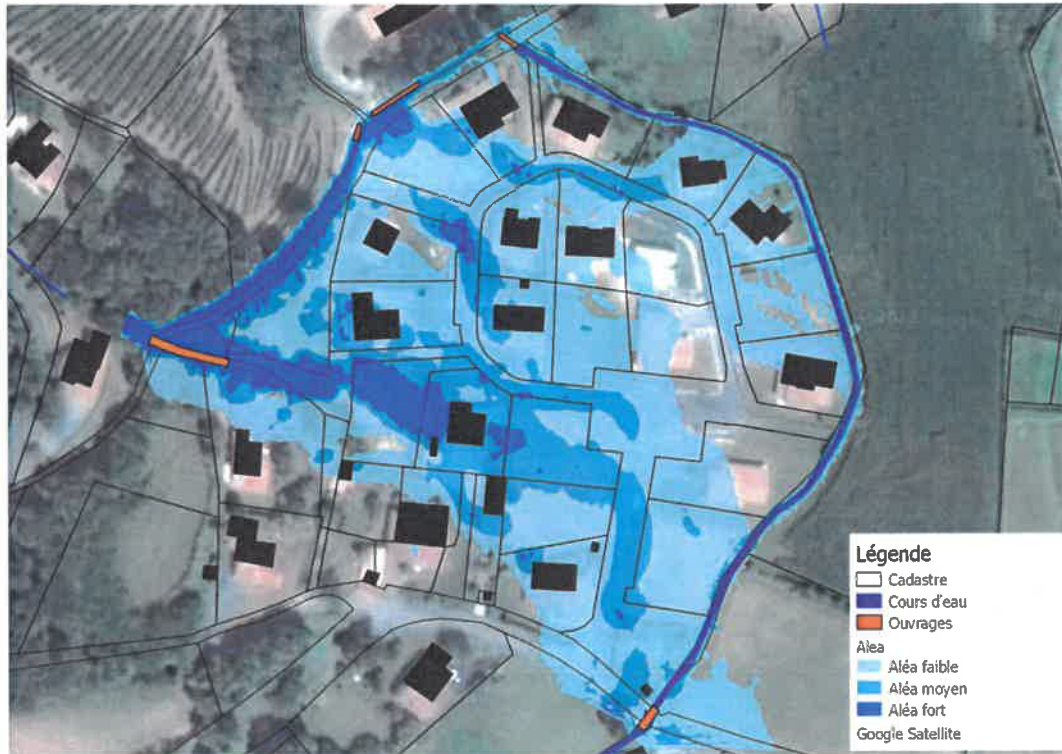 Légende
Cadastre
Cours d'eau
Ouvrages
Alea
Aléa faible
Aléa moyen
Aléa fort
Google Satellite